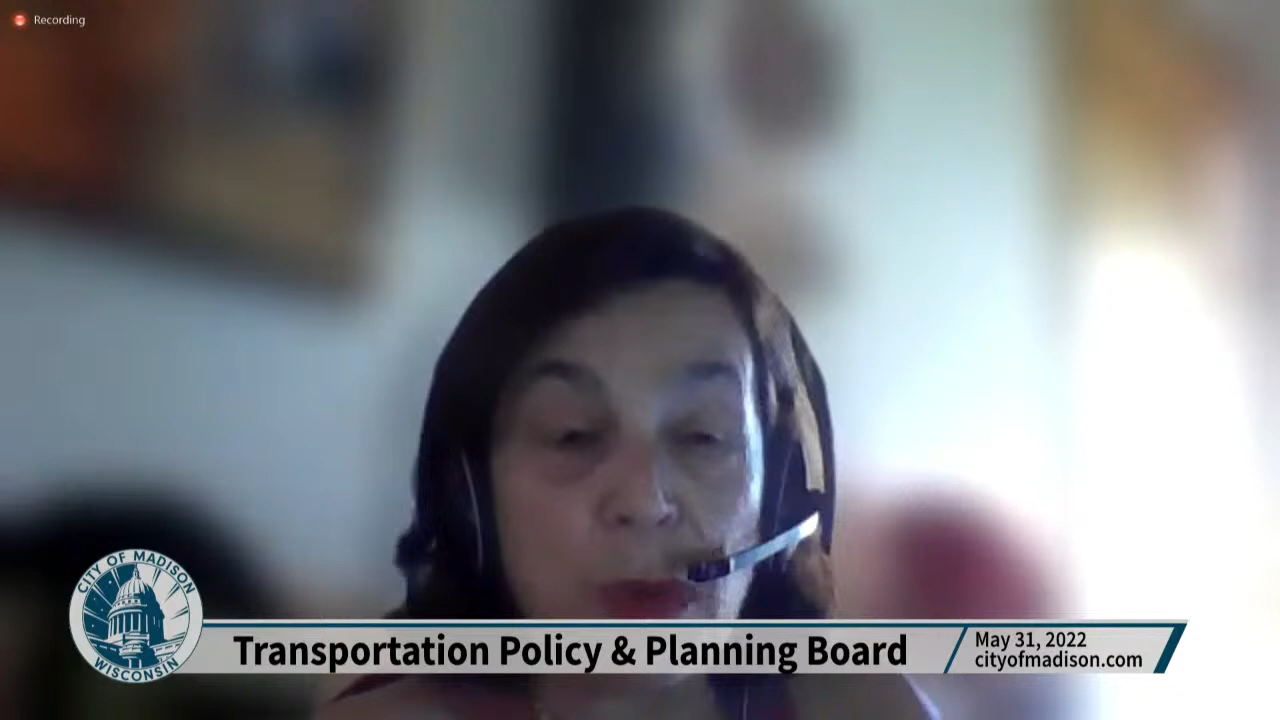 Recording
CITY OF MADISON
WISCONSIN
Transportation Policy & Planning Board
May 31, 2022
cityofmadison.com